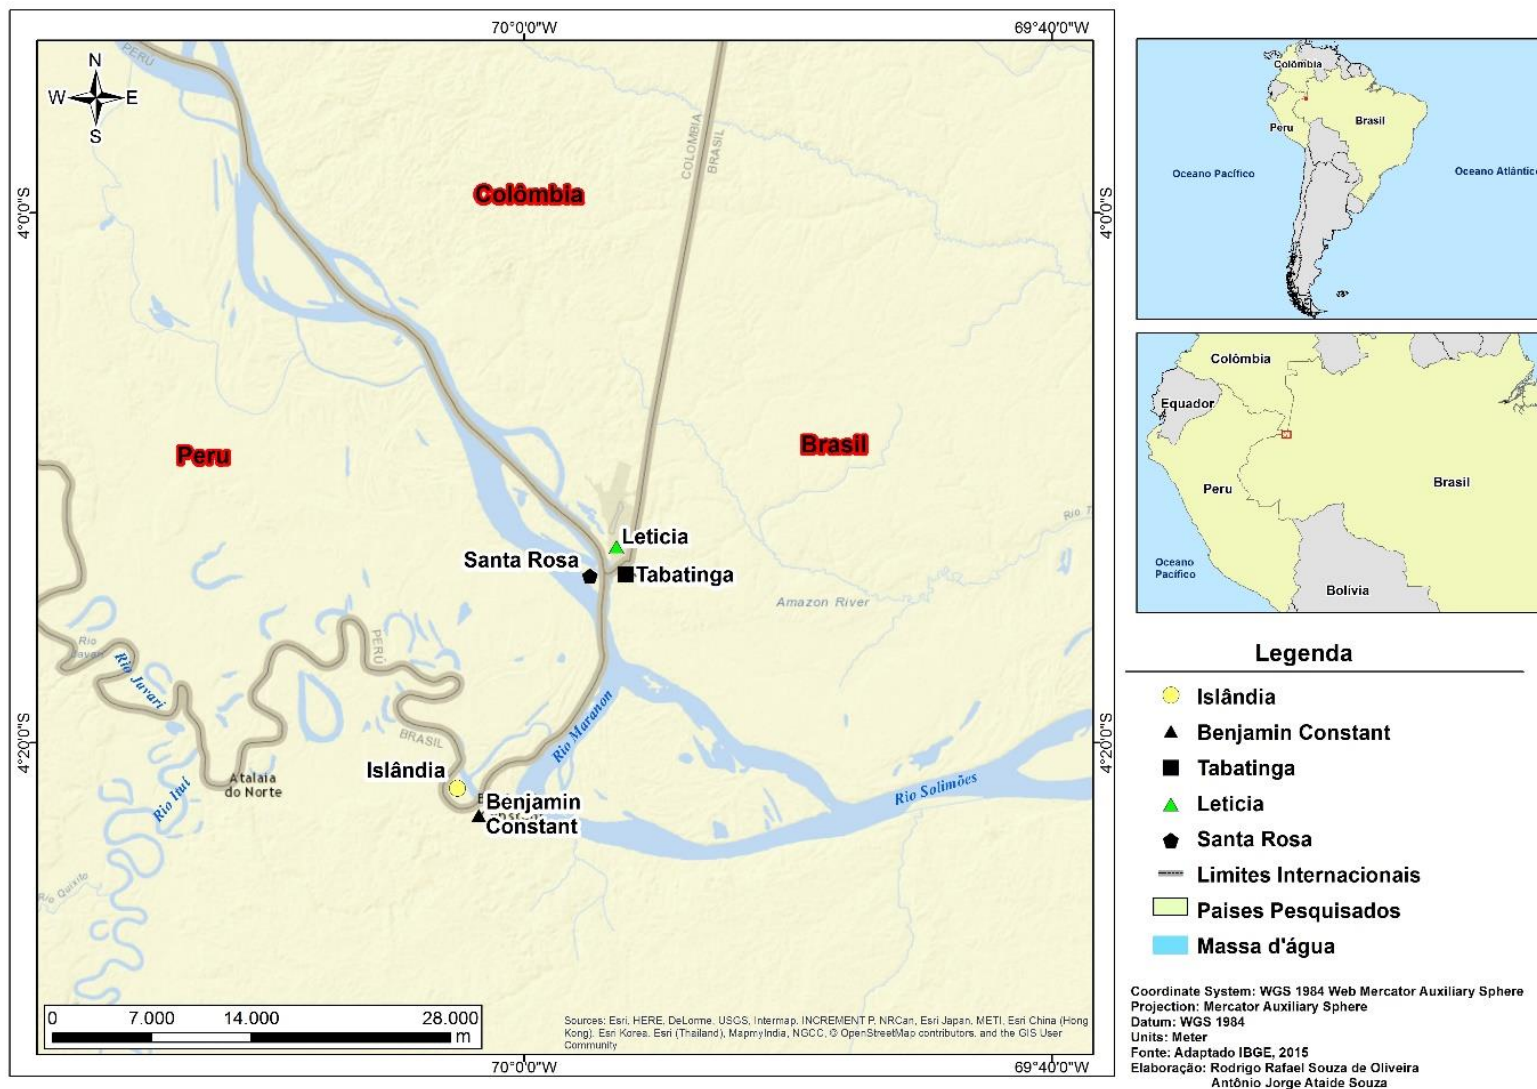 70°0'0"W
69°40'0"W
PERU
N
W E
S
COLOMBIA
BRASIL
Colômbia
4°0'0"S
4°0'0"S
Peru
Brasil
Leticia
Santa Rosa
Tabatinga
Amazon River
PERÚ
Rio Javari
BRASIL
Rio Maranon
4°20'0"S
4°20'0"S
Islândia
Atalaia
do Norte
Rio Ituí
Rio Solimões
Benjamin
Constant
Rio Quixito
0 7.000 14.000 28.000
m
Sources: Esri, HERE, DeLorme, USGS, Intermap, INCREMENT P, NRCan, Esri Japan, METI, Esri China (Hong
Kong), Esri Korea, Esri (Thailand), MapmyIndia, NGCC, © OpenStreetMap contributors, and the GIS User
Community
70°0'0"W
69°40'0"W
Colômbia
Peru
Brasil
Oceano Pacífico
Oceano Atlântico
Colômbia
Equador
Peru
Brasil
Oceano
Pacífico
Bolívia
Legenda
Islândia
Benjamin Constant
Tabatinga
Leticia
Santa Rosa
Limites Internacionais
Paises Pesquisados
Massa d'água
Coordinate System: WGS 1984 Web Mercator Auxiliary Sphere
Projection: Mercator Auxiliary Sphere
Datum: WGS 1984
Units: Meter
Fonte: Adaptado IBGE, 2015
Elaboração: Rodrigo Rafael Souza de Oliveira
Antônio Jorge Ataide Souza